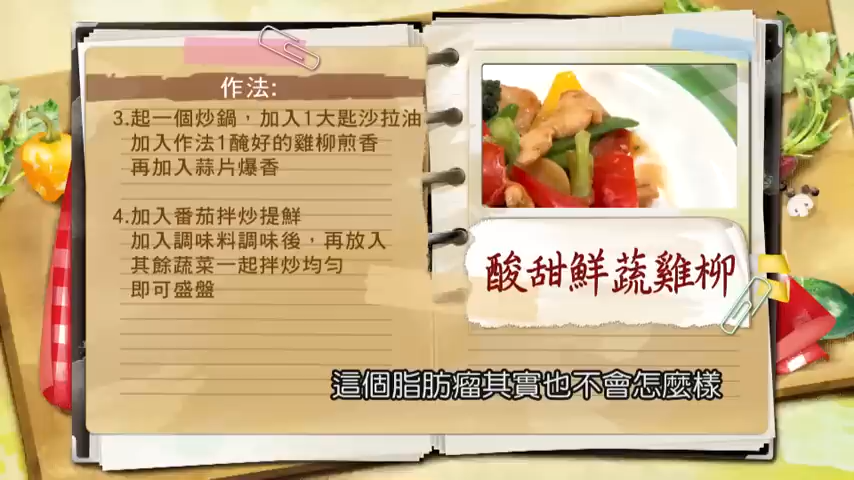 作法:
3.起一個炒鍋，加入1大匙沙拉油
加入作法1醃好的雞柳煎香
再加入蒜片爆香
4.加入番茄拌炒提鮮
加入調味料調味後，再放入
其餘蔬菜一起拌炒均勻
即可盛盤
酸甜鮮蔬雞柳
這個脂肪瘤其實也不會怎麼樣